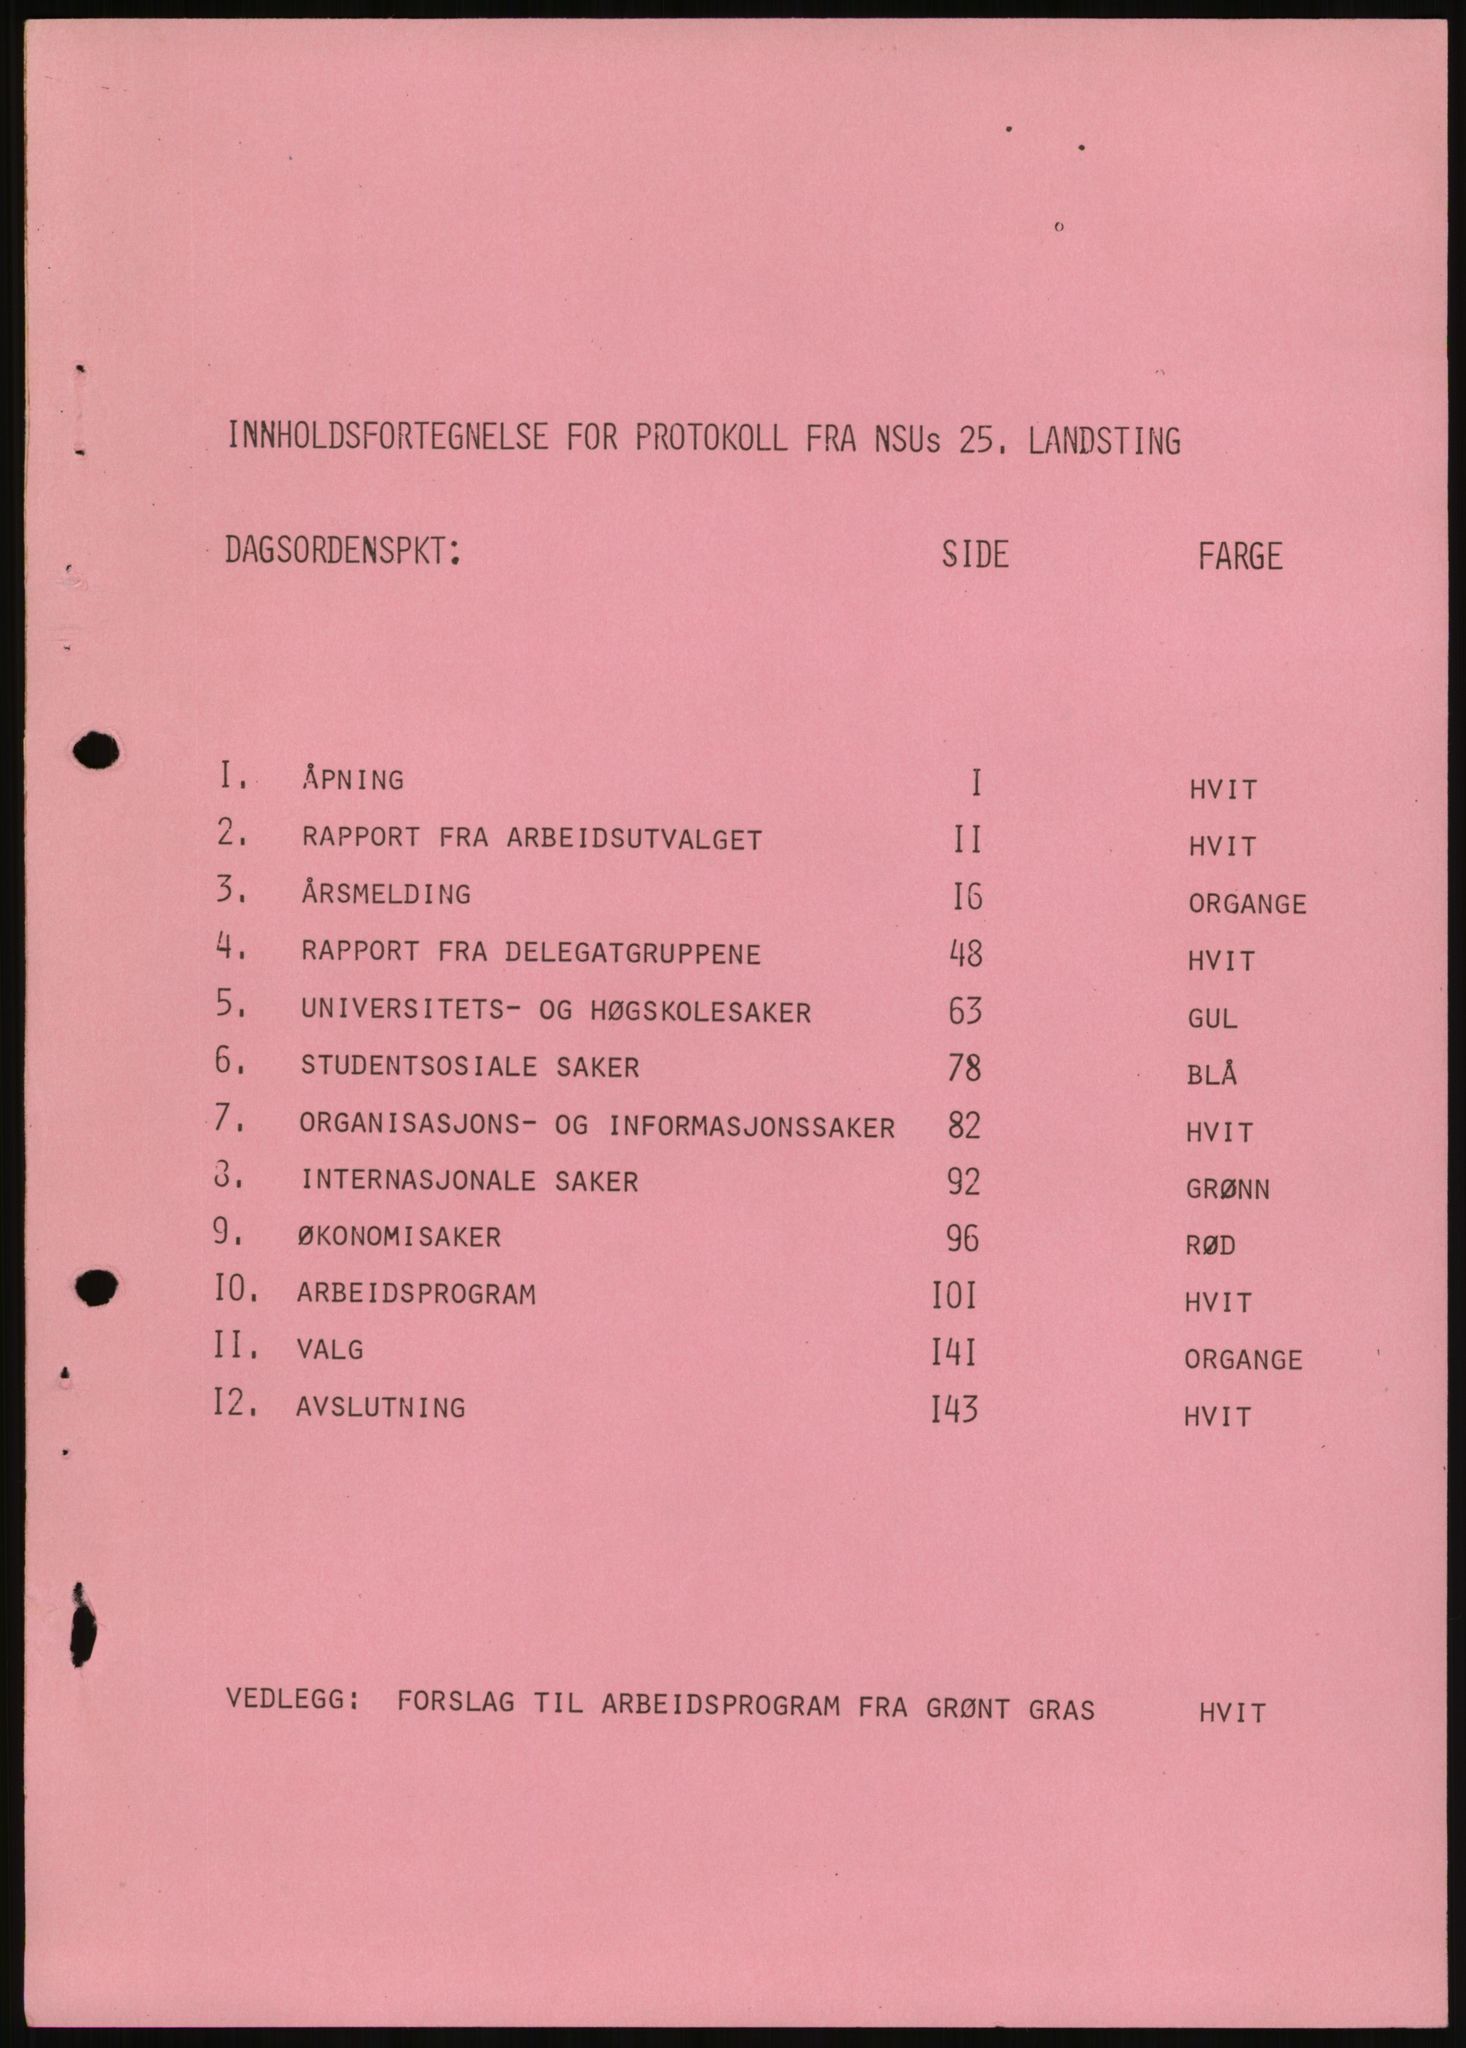 INNHOLDSFORTEGNELSE FOR PROTOKOLL FRA NSUs 25. LANDSTING
DAGSORDENSPKT: SIDE FARGE
I. ÅPNING I HVIT
2. RAPPORT FRA ARBEIDSUTVALGET II HVIT
3. ÅRSMELDING I6 ORGANGE
4. RAPPORT FRA DELEGATGRUPPENE 48 HVIT
5. UNIVERSITETS- OG HØGSKOLESAKER 63 GUL
6. STUDENTSOSIALE SAKER 78 BLÅ
7. ORGANISASJONS- OG INFORMASJONSSAKER 82 HVIT
8. INTERNASJONALE SAKER 92 GRØNN
9. ØKONOMISAKER 96 RØD
IO. ARBEIDSPROGRAM IOI HVIT
II. VALG I4I ORGANGE
I2. AVSLUTNING I43 HVIT
VEDLEGG: FORSLAG TIL ARBEIDSPROGRAM FRA GRØNT GRAS HVIT